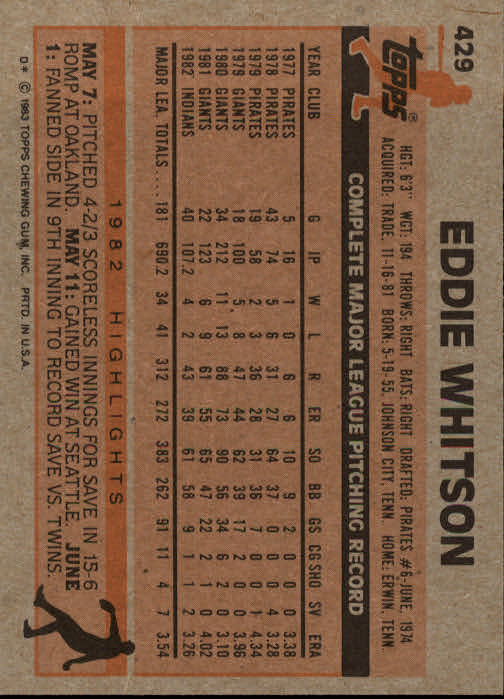 429
topps®
EDDIE WHITSON
HGT: 6'3" WGT: 194 THROWS: RIGHT BATS: RIGHT DRAFTED: PIRATES #6-JUNE, 1974
ACQUIRED: TRADE, 11-16-81 BORN: 5-19-55, JOHNSON CITY, TENN HOME: ERWIN, TENN
COMPLETE MAJOR LEAGUE PITCHING RECORD
YEAR CLUB G IP W L R ER SO BB GS CG SHO SV ERA
1977 PIRATES 5 16 1 0 6 6 10 9 2 0 0 0 3.38
1978 PIRATES 43 74 5 6 31 27 64 37 0 0 0 4 3.28
1979 PIRATES 19 58 2 3 36 28 31 36 7 0 0 1 4.34
1979 GIANTS 18 100 5 8 47 44 62 39 17 2 0 0 3.96
1980 GIANTS 34 212 11 13 88 73 90 56 34 6 2 0 3.10
1981 GIANTS 22 123 6 9 61 55 65 47 22 2 1 0 4.02
1982 INDIANS 40 107.2 4 2 43 39 61 58 9 1 1 2 3.26
MAJOR LEA. TOTALS .... 181 690.2 34 41 312 272 383 262 91 11 4 7 3.54
1982 HIGHLIGHTS
MAY 7: PITCHED 4-2/3 SCORELESS INNINGS FOR SAVE IN 15-6
ROMP AT OAKLAND. MAY 11: GAINED WIN AT SEATTLE. JUNE
1: FANNED SIDE IN 9TH INNING TO RECORD SAVE VS. TWINS.
D* © 1983 TOPPS CHEWING GUM, INC. PRTD. IN U.S.A.